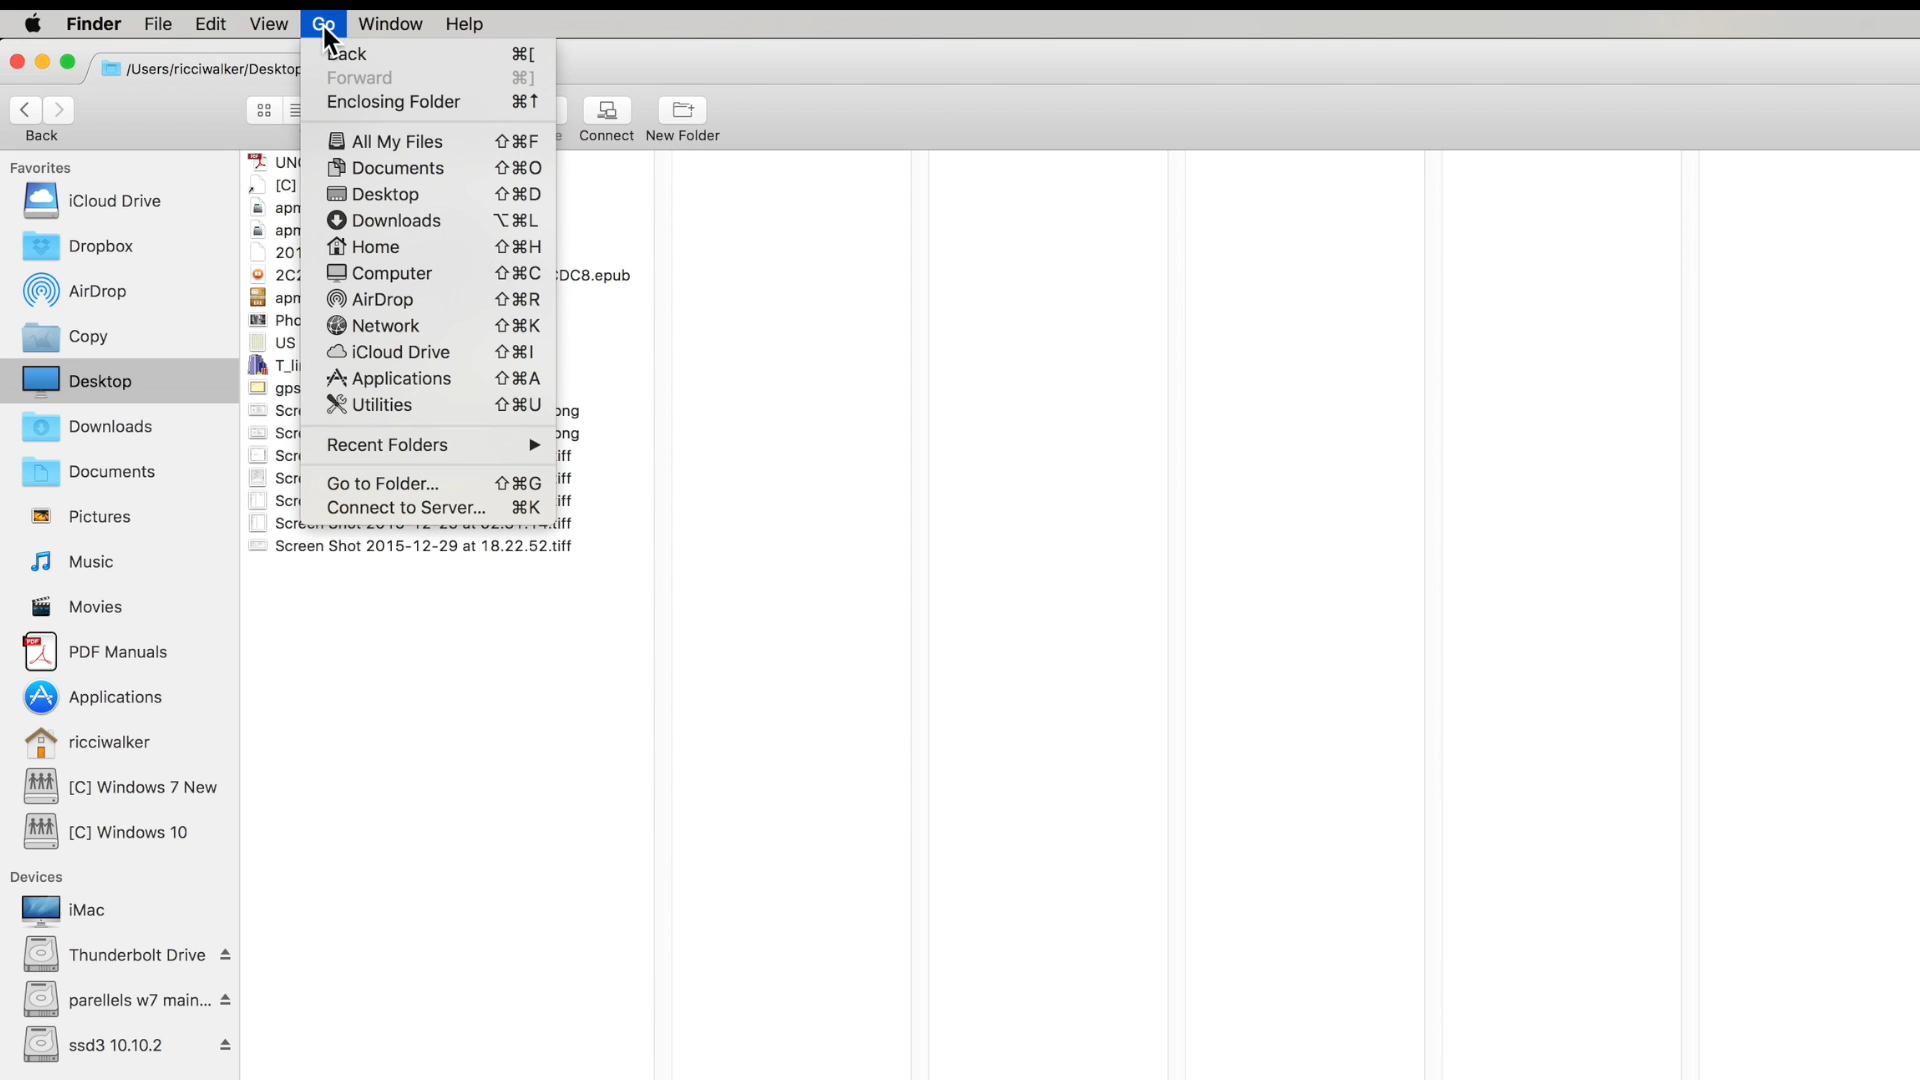 Finder File Edit View Go Window Help
/Users/ricciwalker/Desktop
Back ⌘[
Forward ⌘]
Enclosing Folder ⌘↑
All My Files ⇧⌘F
Documents ⇧⌘O
Desktop ⇧⌘D
Downloads ⌥⌘L
Home ⇧⌘H
Computer ⇧⌘C
AirDrop ⇧⌘R
Network ⇧⌘K
iCloud Drive ⇧⌘I
Applications ⇧⌘A
Utilities ⇧⌘U
Recent Folders ▶
Go to Folder... ⇧⌘G
Connect to Server... ⌘K
Back
Connect New Folder
Favorites
iCloud Drive
Dropbox
AirDrop
Copy
Desktop
Downloads
Documents
Pictures
Music
Movies
PDF Manuals
Applications
ricciwalker
[C] Windows 7 New
[C] Windows 10
Devices
iMac
Thunderbolt Drive
parellels w7 main...
ssd3 10.10.2
[C]
US
DC8.epub
Screen Shot 2015-12-29 at 18.22.52.tiff